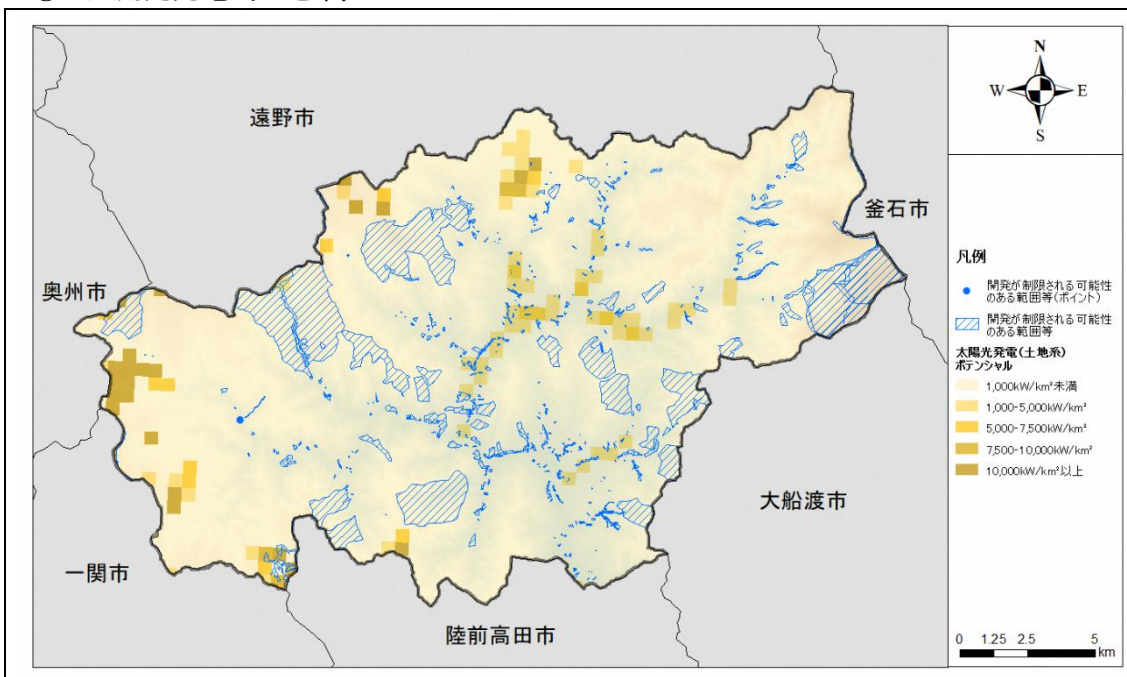 遠野市
釜石市
奥州市
大船渡市
一関市
陸前高田市
N
W
E
S
凡例
開発が制限される可能性
のある範囲等(ポイント)
開発が制限される可能性
のある範囲等
太陽光発電(土地系)
ポテンシャル
1,000kW/km²未満
1,000-5,000kW/km²
5,000-7,500kW/km²
7,500-10,000kW/km²
10,000kW/km²以上
0 1.25 2.5 5
km